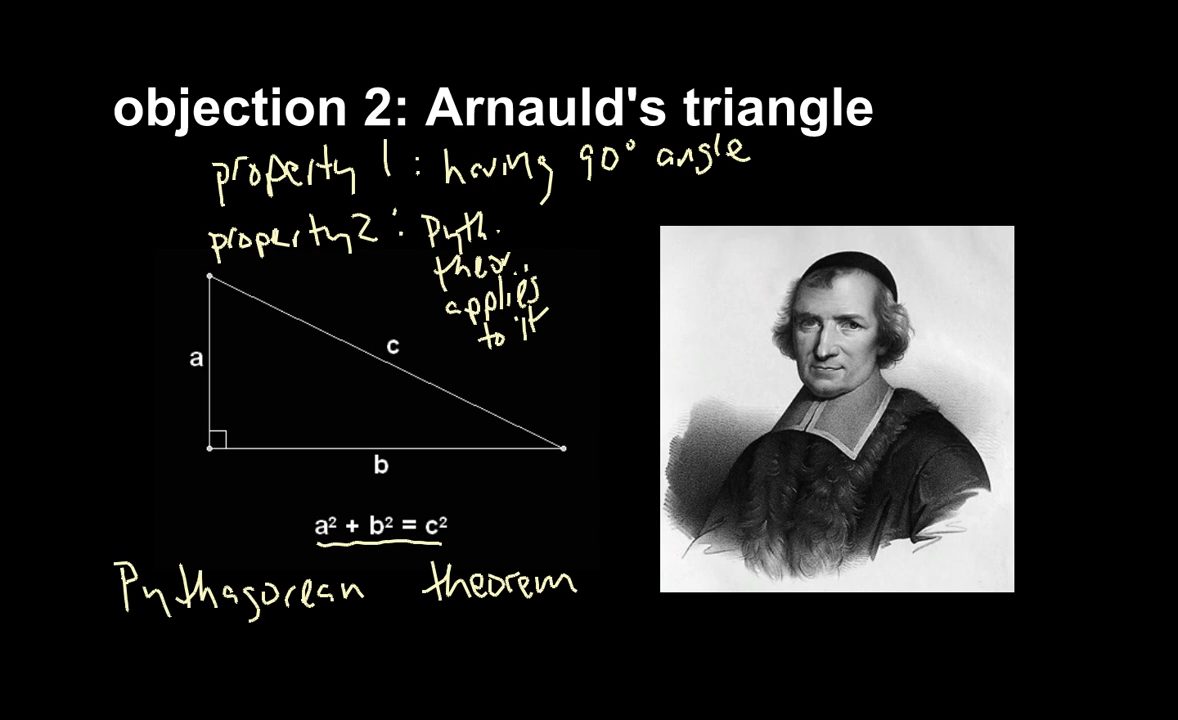 objection 2: Arnauld's triangle
property 1: having 90° angle
property 2: Pyth.
theor.
applies
to it
a
c
b
a² + b² = c²
Pythagorean theorem